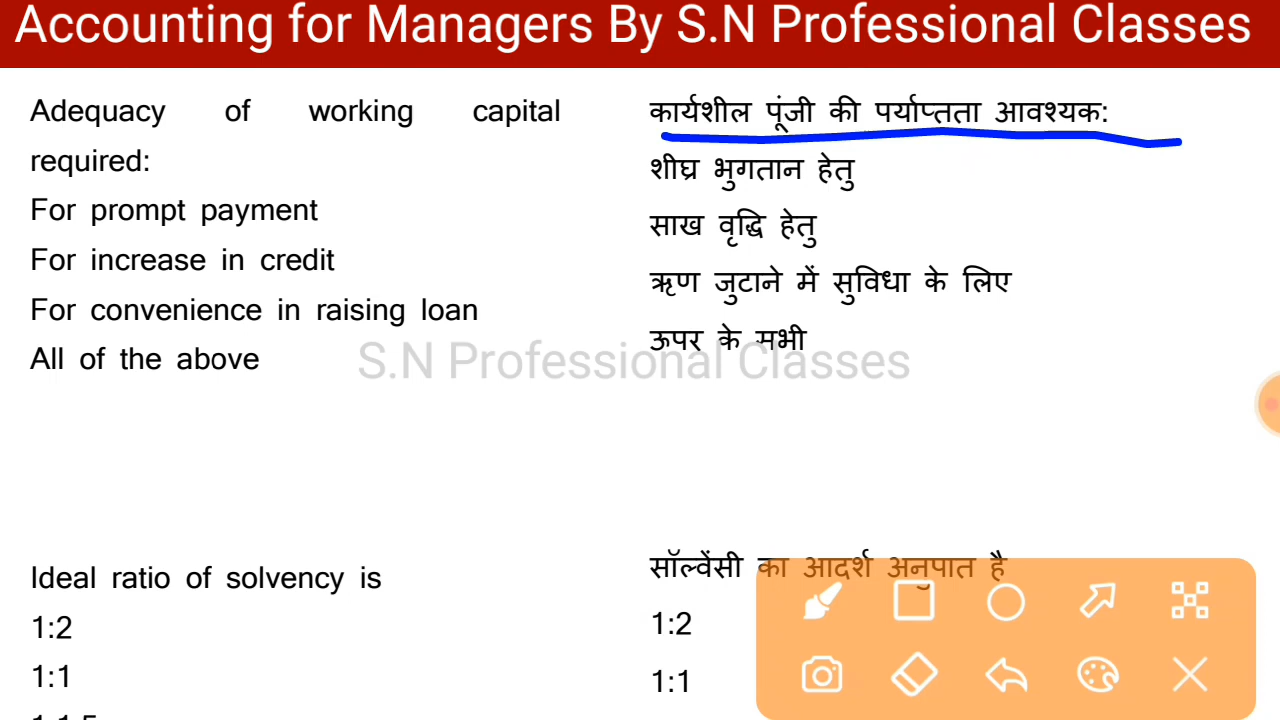 Accounting for Managers By S.N Professional Classes
Adequacy of working capital
required:
For prompt payment
For increase in credit
For convenience in raising loan
All of the above
कार्यशील पूंजी की पर्याप्तता आवश्यक:
शीघ्र भुगतान हेतु
साख वृद्धि हेतु
ऋण जुटाने में सुविधा के लिए
ऊपर के सभी
S.N Professional Classes
Ideal ratio of solvency is
1:2
1:1
सॉल्वेंसी का आदर्श अनुपात है
1:2
1:1